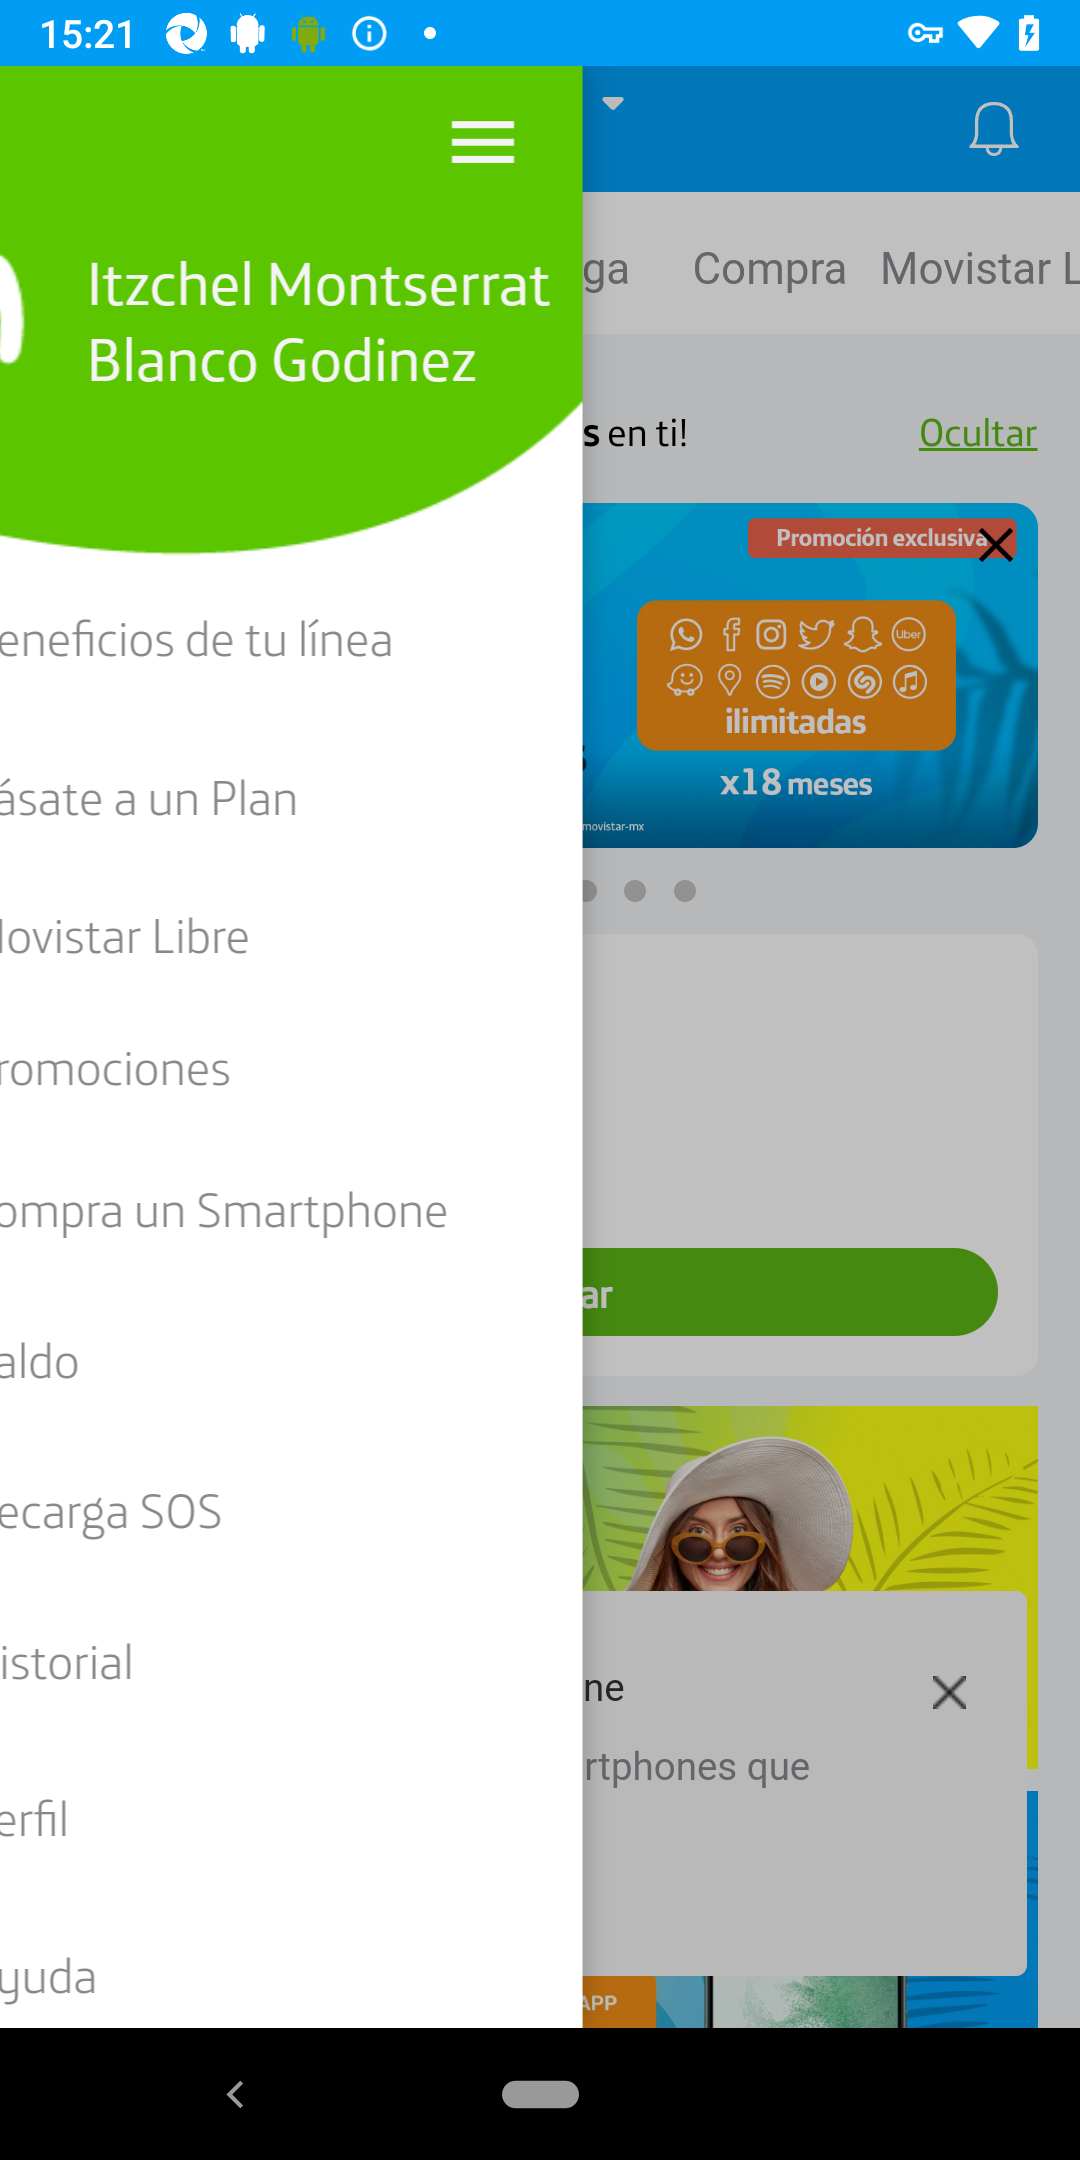 15:21
Itzchel Montserrat
Blanco Godinez
ga Compra Movistar L
s en ti! Ocultar
Promoción exclusiva
Uber
ilimitadas
x18 meses
movistar-mx
eneficios de tu línea
ásate a un Plan
ovistar Libre
romociones
ompra un Smartphone
ar
aldo
ecarga SOS
istorial
ne
rtphones que
erfil
yuda
APP